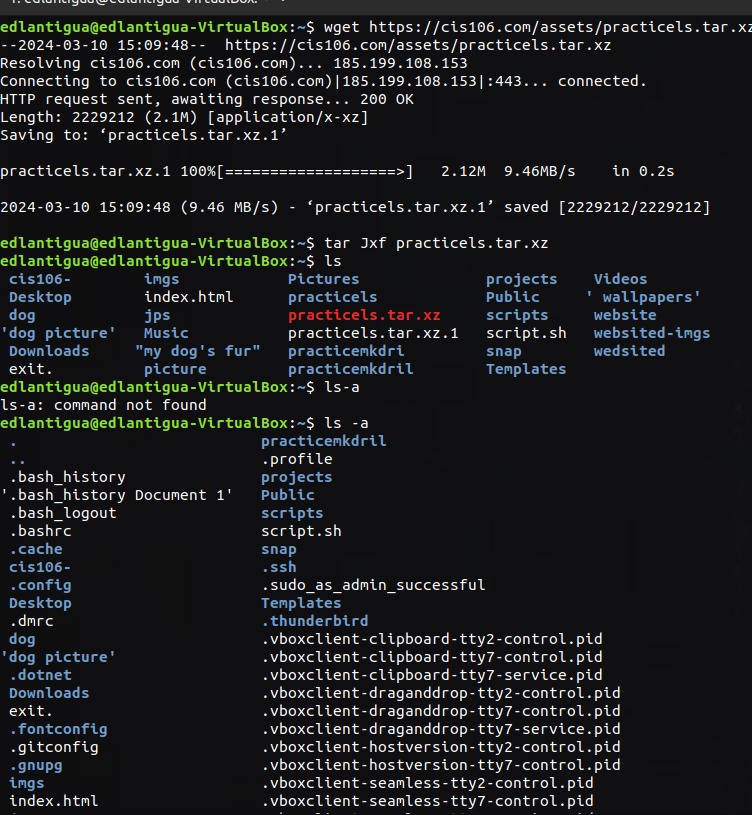 edlantigua@edlantigua-VirtualBox:~$ wget https://cis106.com/assets/practicels.tar.xz
--2024-03-10 15:09:48--  https://cis106.com/assets/practicels.tar.xz
Resolving cis106.com (cis106.com)... 185.199.108.153
Connecting to cis106.com (cis106.com)|185.199.108.153|:443... connected.
HTTP request sent, awaiting response... 200 OK
Length: 2229212 (2.1M) [application/x-xz]
Saving to: ‘practicels.tar.xz.1’
practicels.tar.xz.1 100%[===================>]   2.12M  9.46MB/s    in 0.2s
2024-03-10 15:09:48 (9.46 MB/s) - ‘practicels.tar.xz.1’ saved [2229212/2229212]
edlantigua@edlantigua-VirtualBox:~$ tar Jxf practicels.tar.xz
edlantigua@edlantigua-VirtualBox:~$ ls
 cis106-        imgs            Pictures              projects    Videos
 Desktop        index.html      practicels            Public     ' wallpapers'
 dog            jps             practicels.tar.xz     scripts     website
'dog picture'   Music           practicels.tar.xz.1   script.sh   websited-imgs
 Downloads     "my dog's fur"   practicemkdri         snap        wedsited
 exit.          picture         practicemkdril        Templates
edlantigua@edlantigua-VirtualBox:~$ ls-a
ls-a: command not found
edlantigua@edlantigua-VirtualBox:~$ ls -a
 .                           practicemkdril
 ..                          .profile
 .bash_history               projects
'.bash_history Document 1'   Public
 .bash_logout                scripts
 .bashrc                     script.sh
 .cache                      snap
 cis106-                     .ssh
 .config                     .sudo_as_admin_successful
 Desktop                     Templates
 .dmrc                       .thunderbird
 dog                         .vboxclient-clipboard-tty2-control.pid
'dog picture'                .vboxclient-clipboard-tty7-control.pid
 .dotnet                     .vboxclient-clipboard-tty7-service.pid
 Downloads                   .vboxclient-draganddrop-tty2-control.pid
 exit.                       .vboxclient-draganddrop-tty7-control.pid
 .fontconfig                 .vboxclient-draganddrop-tty7-service.pid
 .gitconfig                  .vboxclient-hostversion-tty2-control.pid
 .gnupg                      .vboxclient-hostversion-tty7-control.pid
 imgs                        .vboxclient-seamless-tty2-control.pid
 index.html                  .vboxclient-seamless-tty7-control.pid